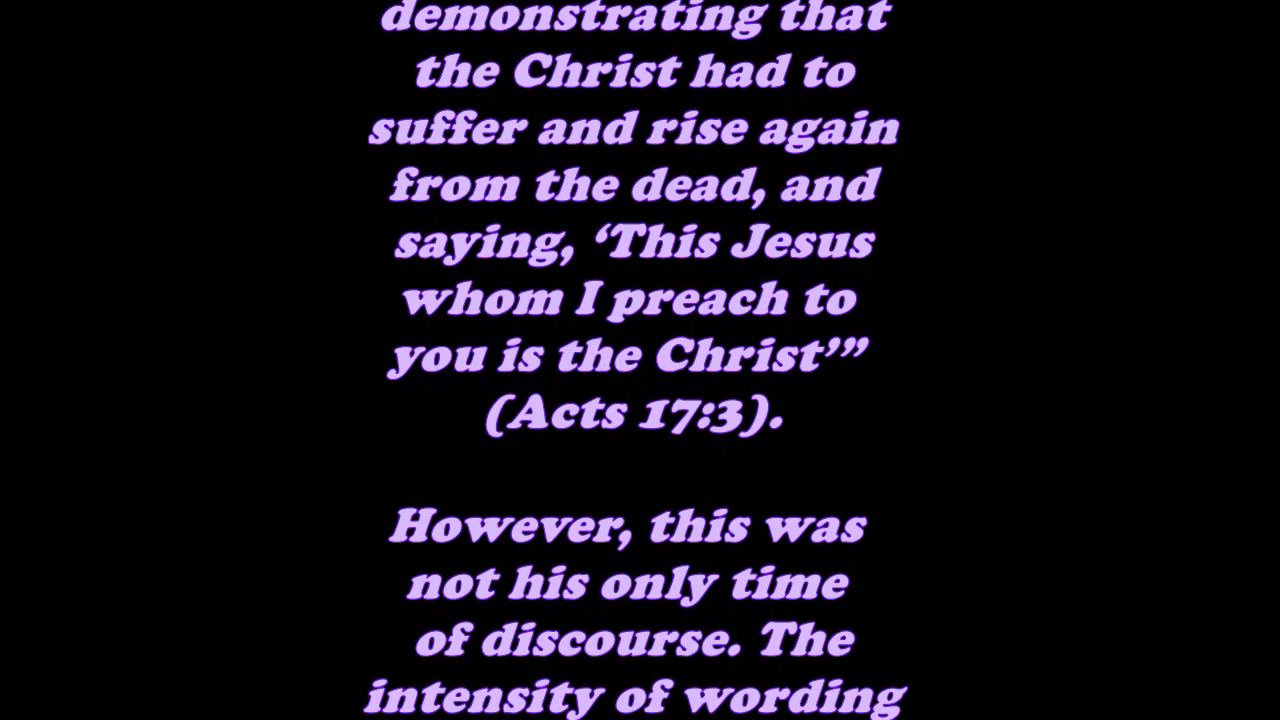 demonstrating that
the Christ had to
suffer and rise again
from the dead, and
saying, ‘This Jesus
whom I preach to
you is the Christ’”
(Acts 17:3).
However, this was
not his only time
of discourse. The
intensity of wording